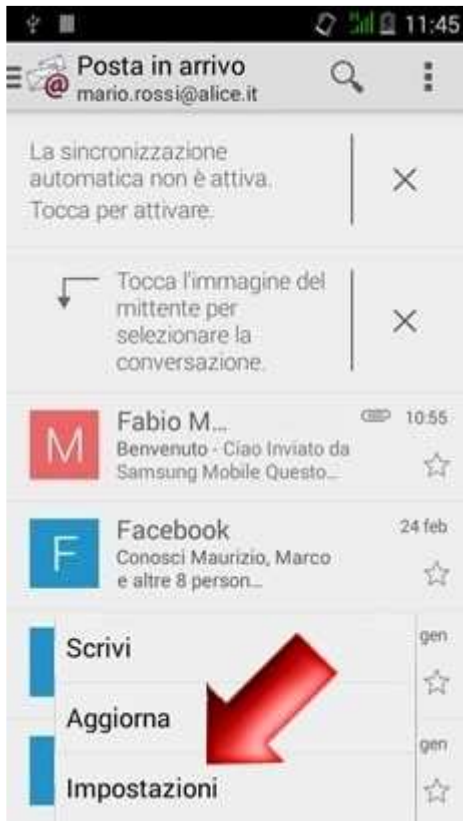 11:45
Posta in arrivo
mario.rossi@alice.it
La sincronizzazione
automatica non è attiva.
Tocca per attivare.
Tocca l'immagine del
mittente per
selezionare la
conversazione.
M
Fabio M...
10:55
Benvenuto - Ciao Inviato da
Samsung Mobile Questo...
F
Facebook
24 feb
Conosci Maurizio, Marco
e altre 8 person...
gen
Scrivi
Aggiorna
gen
Impostazioni